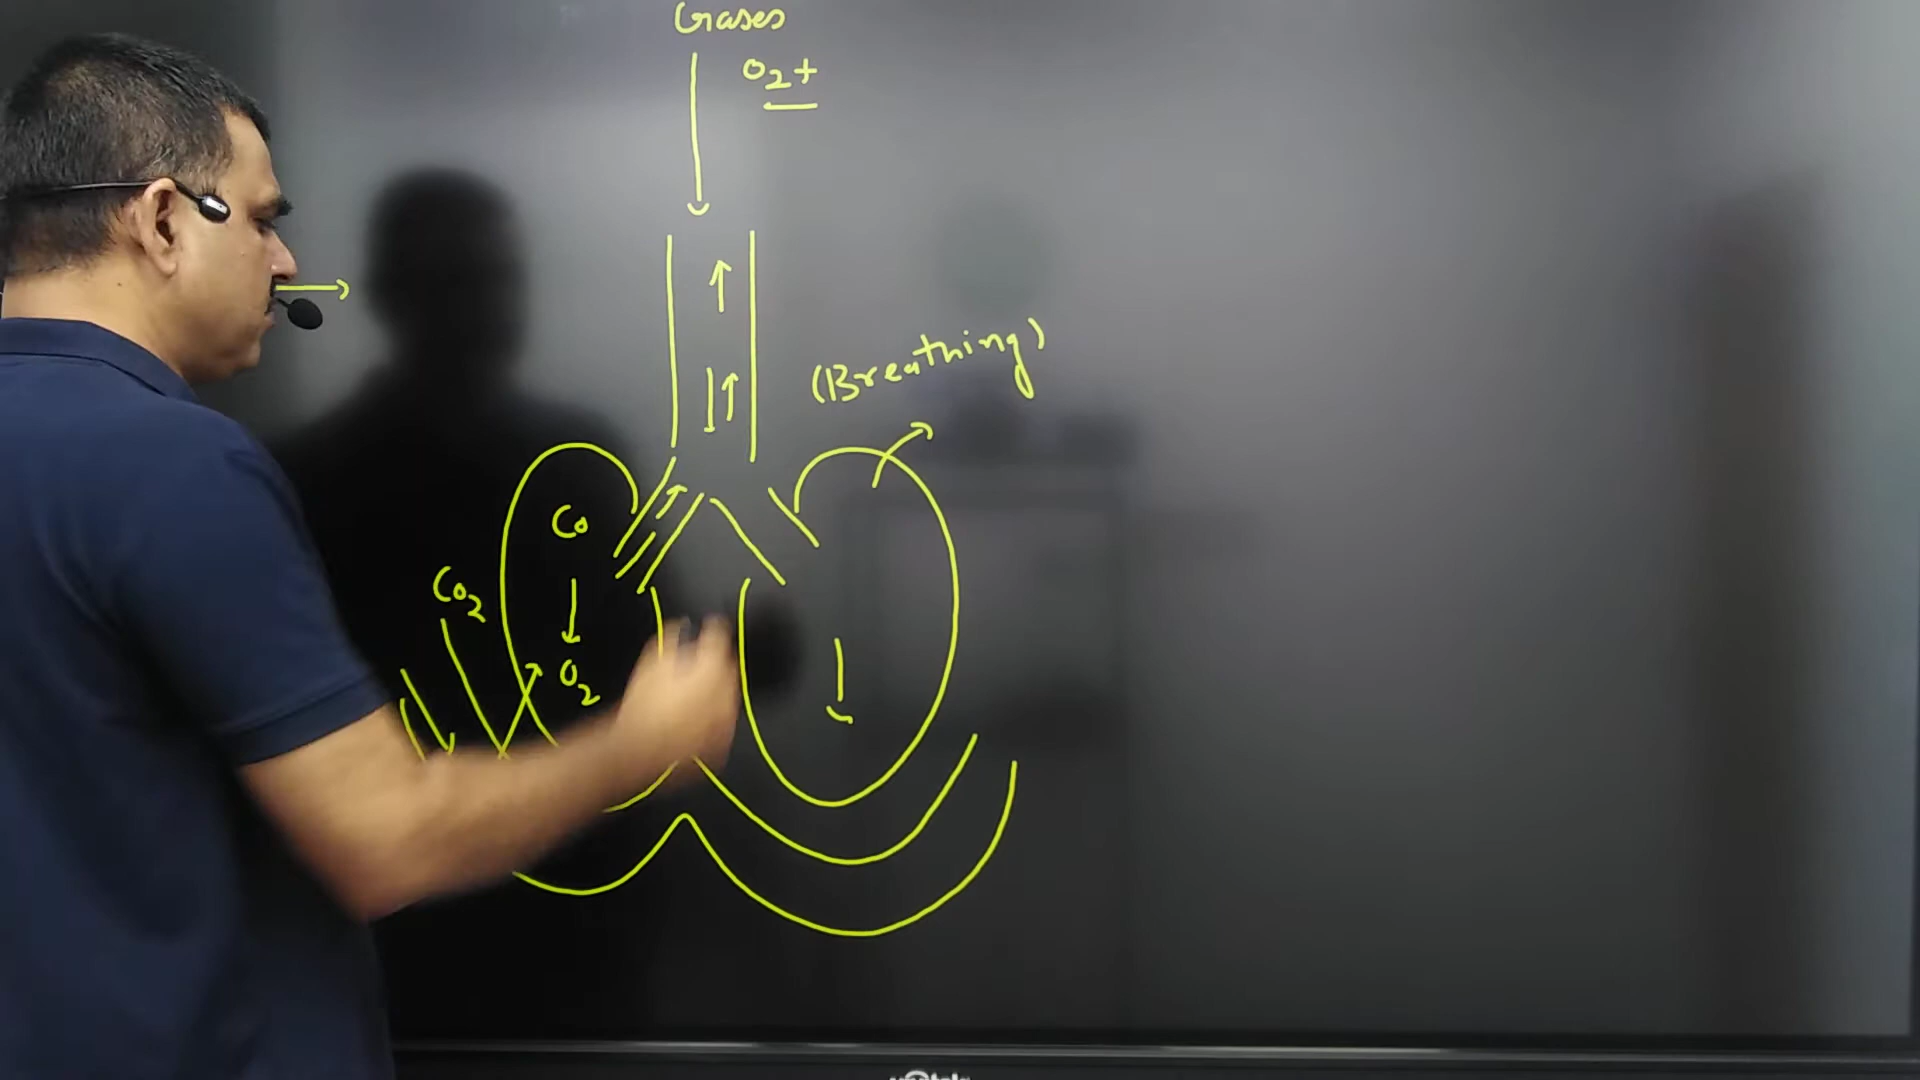 Gases
O2+
(Breathing)
Co
Co2
O2